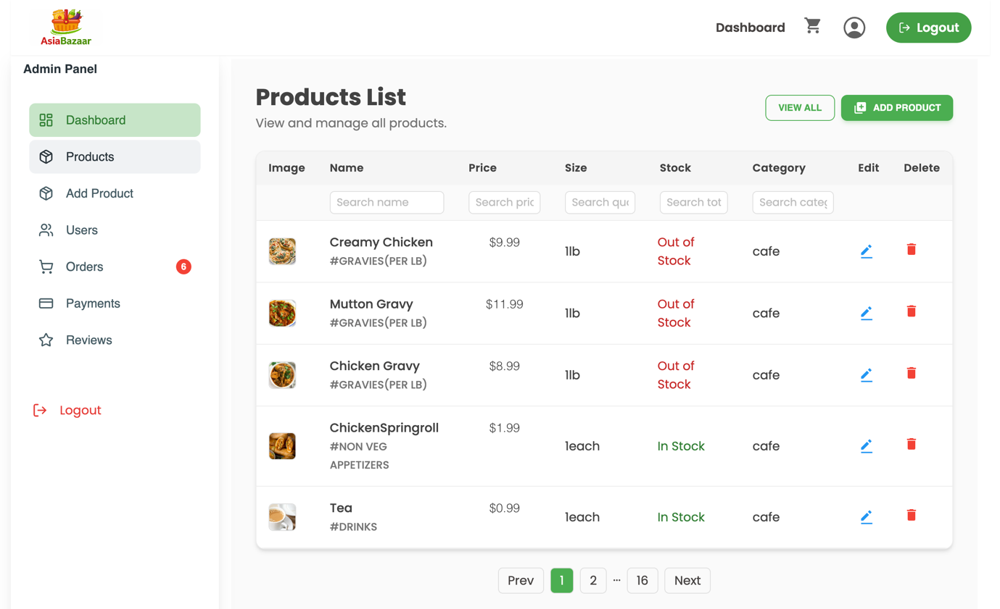 AsiaBazaar
Dashboard
Logout
Admin Panel
Dashboard
Products
Add Product
Users
Orders
6
Payments
Reviews
Logout
Products List
View and manage all products.
VIEW ALL
ADD PRODUCT
Image Name Price Size Stock Category Edit Delete
Search name Search pric Search qua Search tot Search categ
Creamy Chicken $9.99 1lb Out of
#GRAVIES(PER LB) Stock cafe
Mutton Gravy $11.99 1lb Out of
#GRAVIES(PER LB) Stock cafe
Chicken Gravy $8.99 1lb Out of
#GRAVIES(PER LB) Stock cafe
ChickenSpringroll $1.99
#NON VEG 1each In Stock cafe
APPETIZERS
Tea $0.99 1each In Stock cafe
#DRINKS
Prev 1 2 ... 16 Next